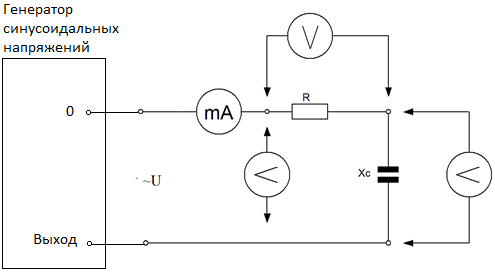 Генератор
синусоидальных
напряжений
V
R
0
mA
V
Xc
V
~U
Выход